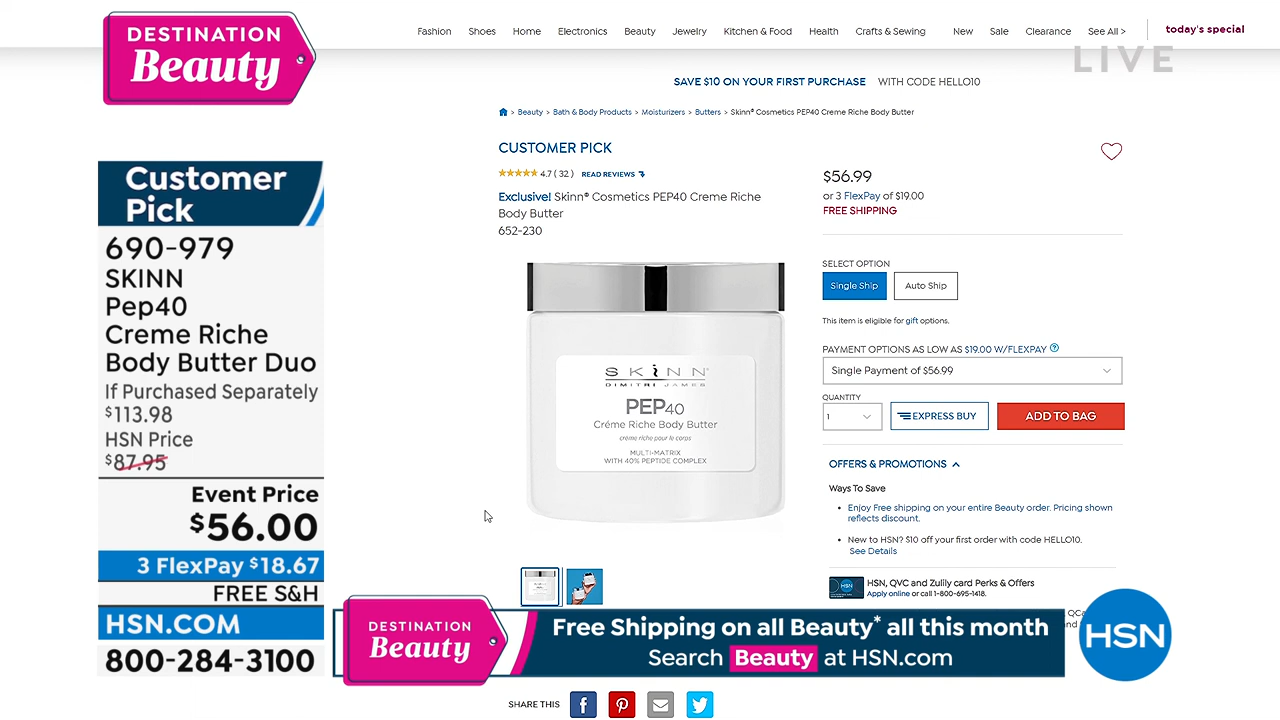 DESTINATION
Beauty
Fashion Shoes Home Electronics Beauty Jewelry Kitchen & Food Health Crafts & Sewing New Sale Clearance See All > today's special
LIVE
SAVE $10 ON YOUR FIRST PURCHASE WITH CODE HELLO10
> Beauty > Bath & Body Products > Moisturizers > Butters > Skinn® Cosmetics PEP40 Creme Riche Body Butter
Customer
Pick
690-979
SKINN
Pep40
Creme Riche
Body Butter Duo
If Purchased Separately
$113.98
HSN Price
$87.95
Event Price
$56.00
3 FlexPay $18.67
FREE S&H
HSN.COM
800-284-3100
CUSTOMER PICK
4.7 ( 32 ) READ REVIEWS
Exclusive! Skinn® Cosmetics PEP40 Creme Riche
Body Butter
652-230
SKINN®
DIMITRI JAMES
PEP40
Créme Riche Body Butter
creme riche pour le corps
MULTI-MATRIX
WITH 40% PEPTIDE COMPLEX
$56.99
or 3 FlexPay of $19.00
FREE SHIPPING
SELECT OPTION
Single Ship Auto Ship
This item is eligible for gift options.
PAYMENT OPTIONS AS LOW AS $19.00 W/FLEXPAY ?
Single Payment of $56.99
QUANTITY
1 EXPRESS BUY ADD TO BAG
OFFERS & PROMOTIONS
Ways To Save
• Enjoy Free shipping on your entire Beauty order. Pricing shown
reflects discount.
• New to HSN? $10 off your first order with code HELLO10.
See Details
HSN, QVC and Zulily card Perks & Offers
Apply online or call 1-800-695-1418.
DESTINATION
Beauty
Free Shipping on all Beauty* all this month
Search Beauty at HSN.com
HSN
SHARE THIS